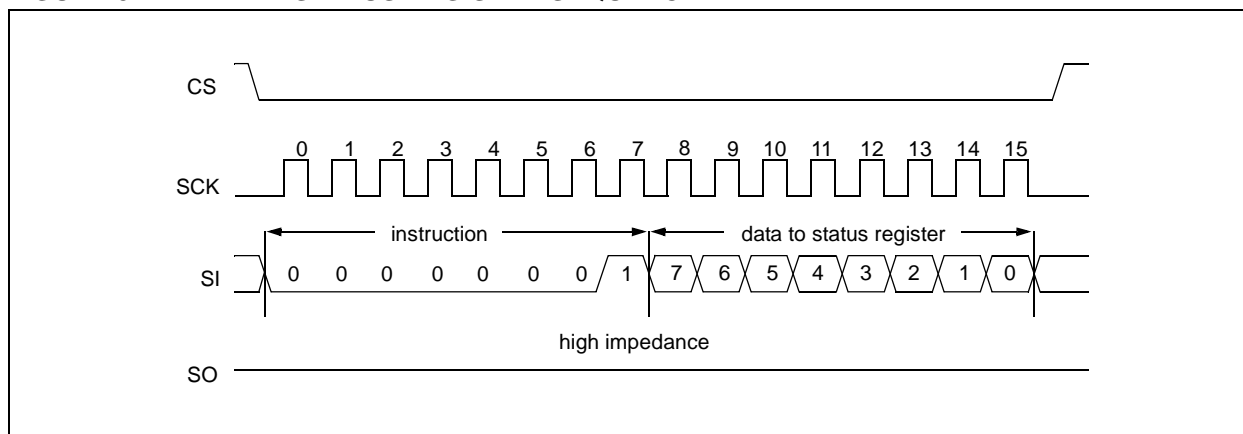 CS
0 1 2 3 4 5 6 7 8 9 10 11 12 13 14 15
SCK
instruction data to status register
SI 0 0 0 0 0 0 0 1 7 6 5 4 3 2 1 0
high impedance
SO